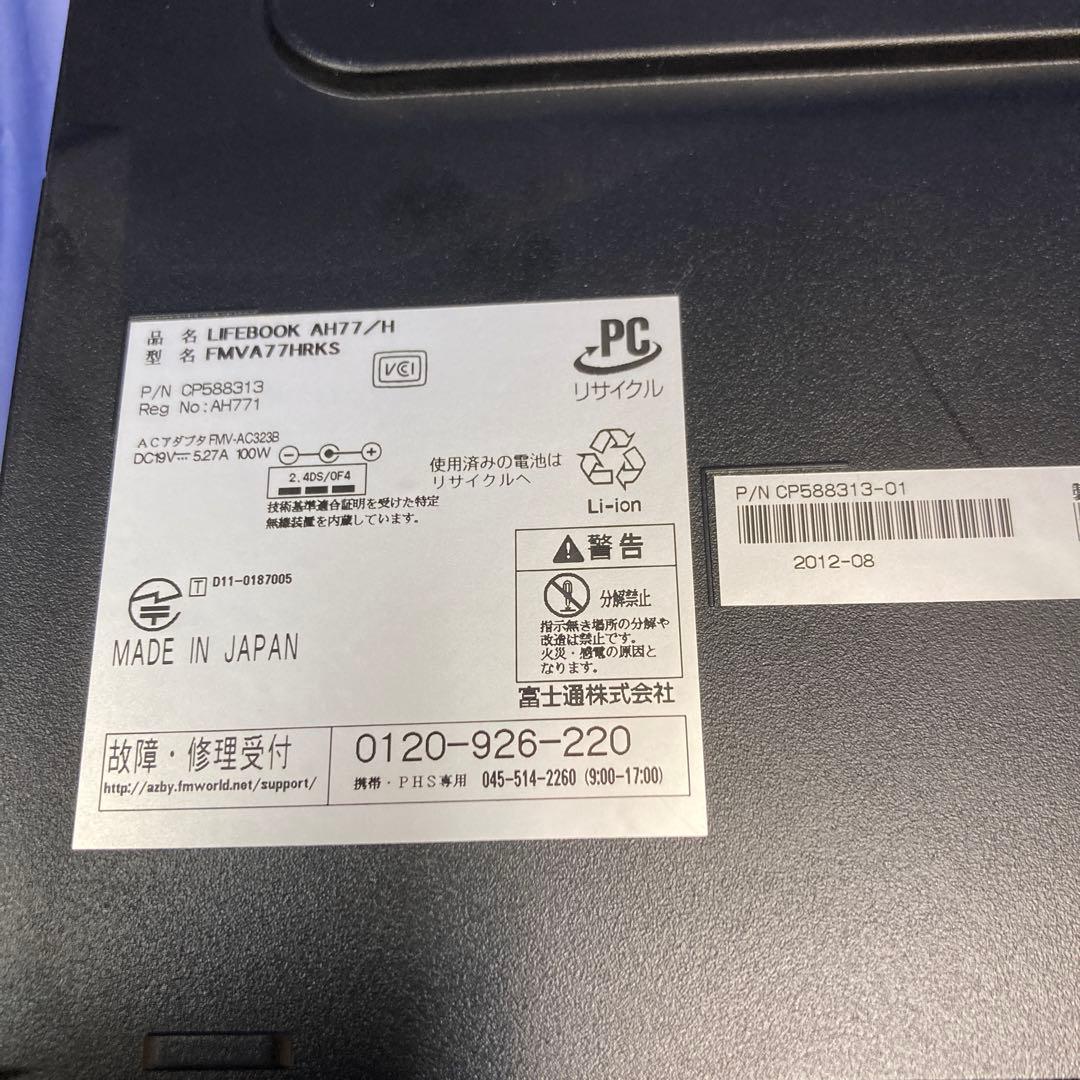 品名 LIFEBOOK AH77/H
型名 FMVA77HRKS
VCI
PC
リサイクル
P/N CP588313
Reg No:AH771
ACアダプタ FMV-AC323B
DC19V 5.27A 100W
2.4DS/OF4
技術基準適合証明を受けた特定
無線装置を内蔵しています。
使用済みの電池は
リサイクルへ
Li-ion
警告
分解禁止
指示無き場所の分解や
改造は禁止です。
火災・感電の原因と
なります。
T D11-0187005
MADE IN JAPAN
富士通株式会社
故障・修理受付
http://azby.fmworld.net/support/
0120-926-220
携帯・PHS専用 045-514-2260 (9:00-17:00)
P/N CP588313-01
2012-08